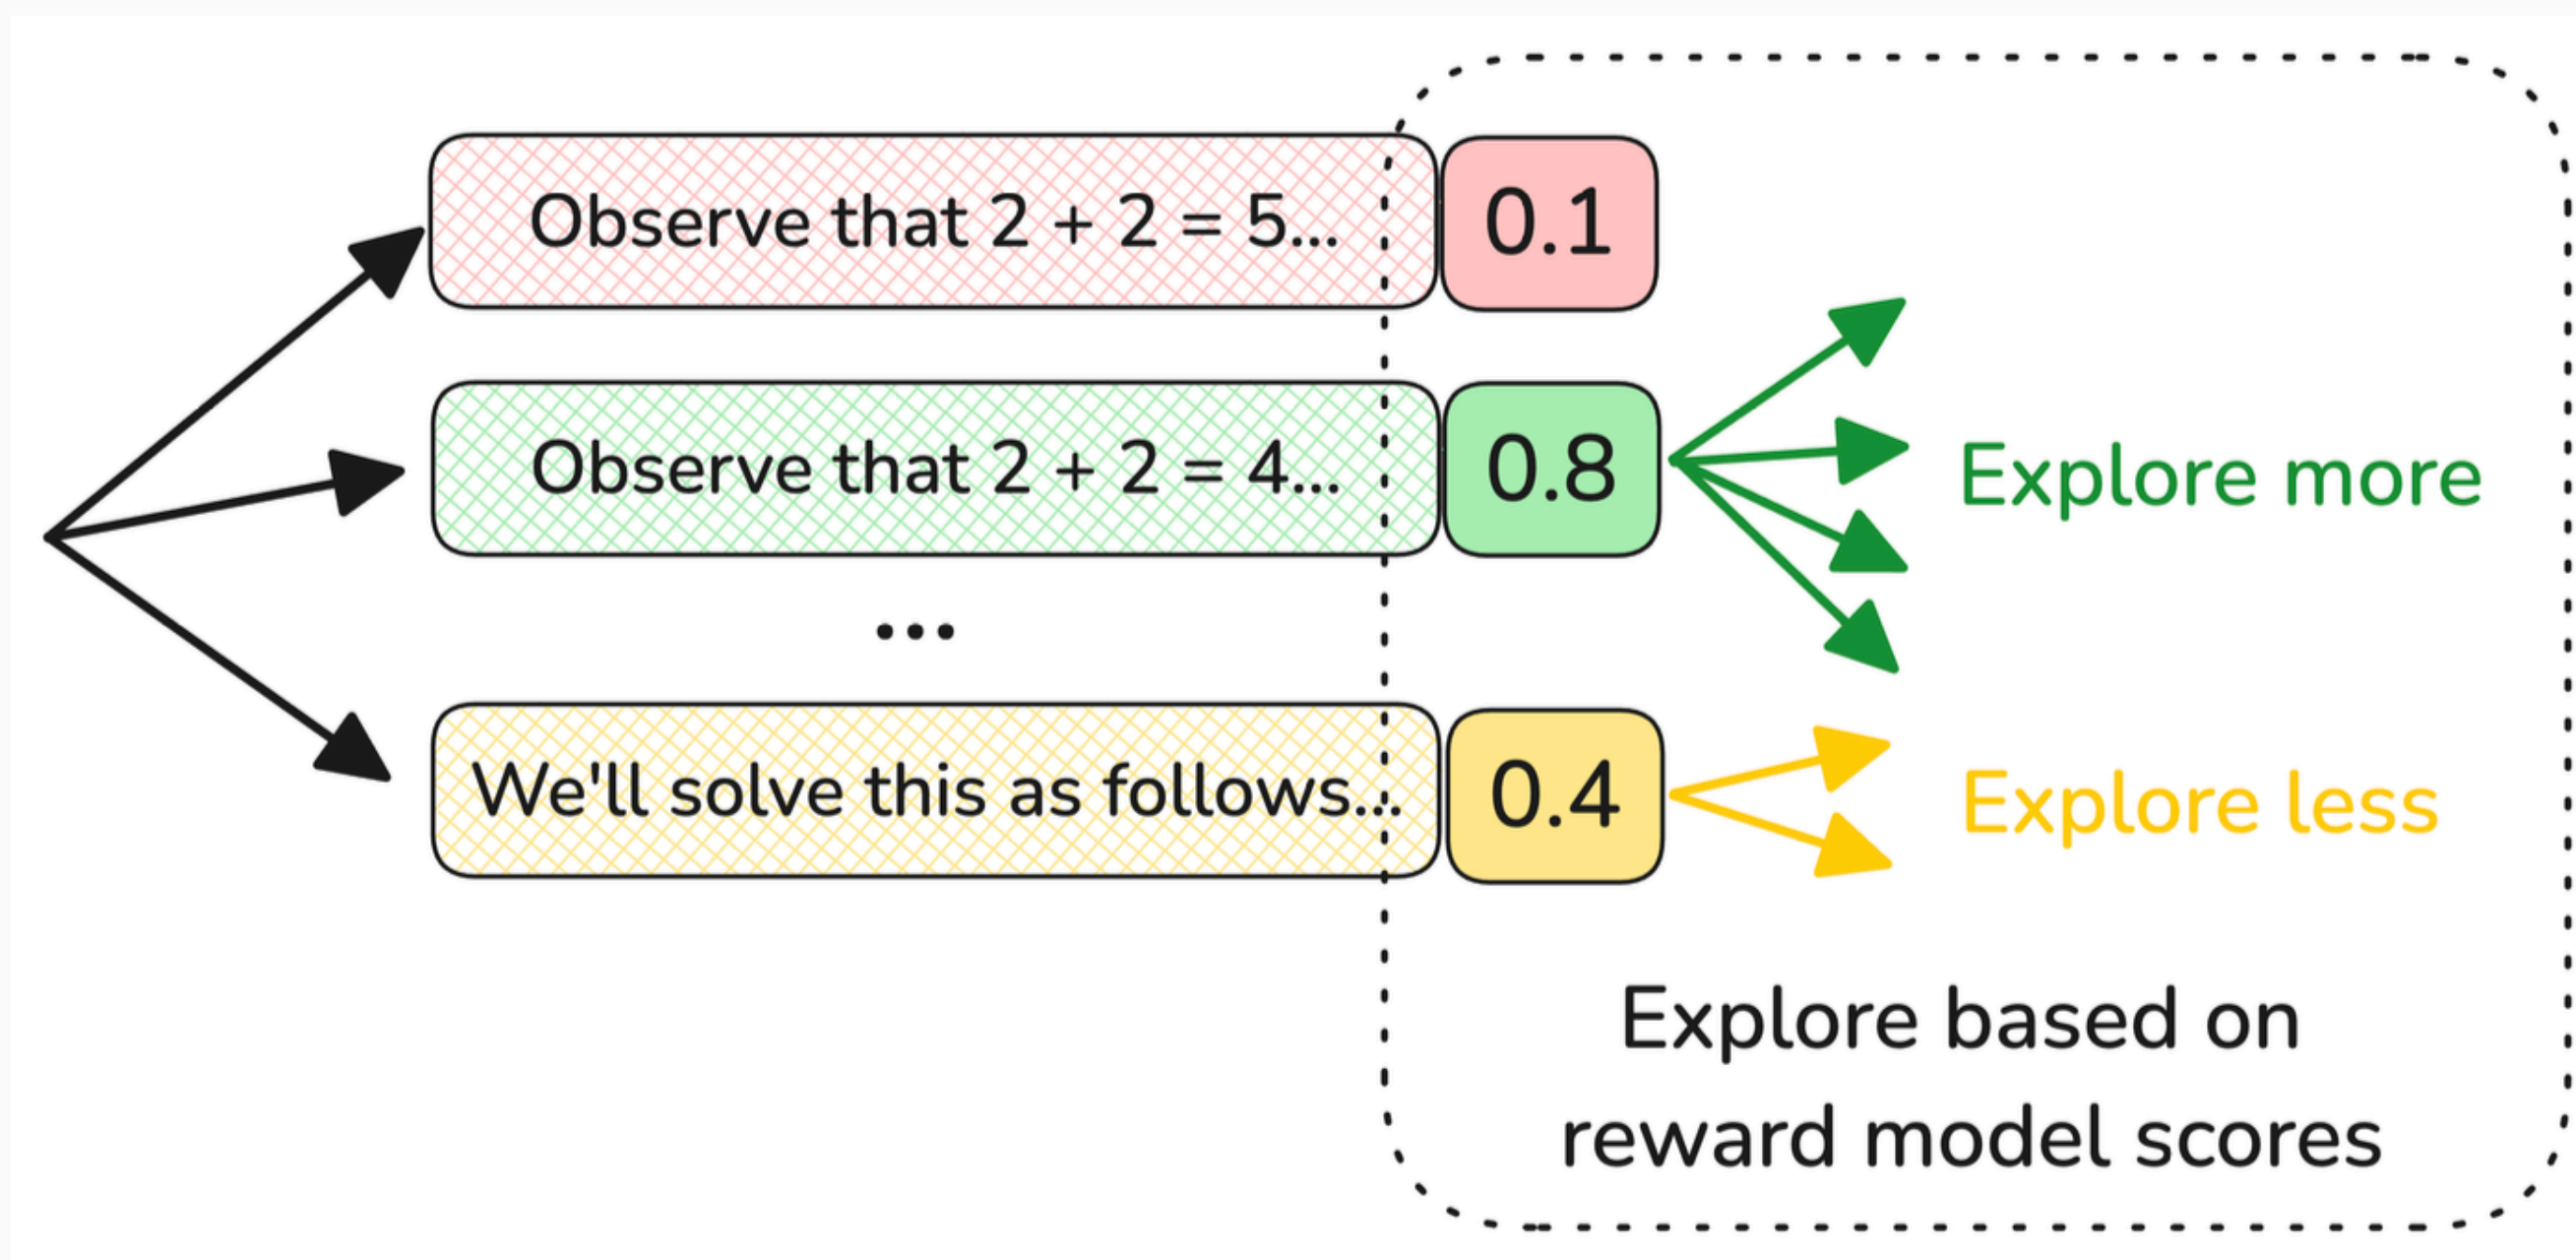 Observe that 2 + 2 = 5...
0.1
Observe that 2 + 2 = 4...
0.8
Explore more
...
We'll solve this as follows...
0.4
Explore less
Explore based on
reward model scores